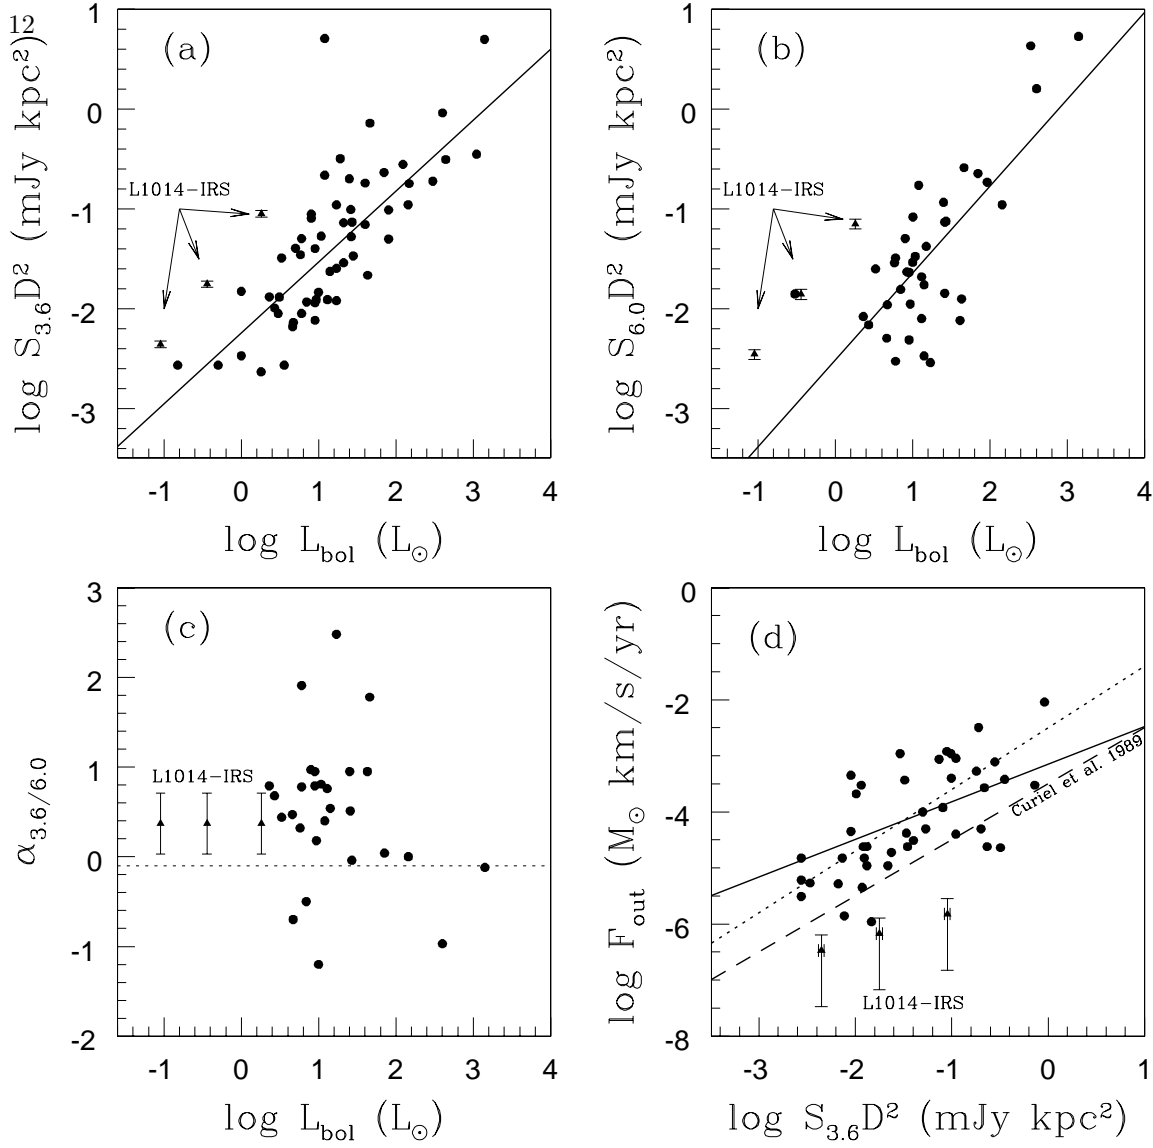 12
(a)
1
0
-1
-2
-3
log S3.6D² (mJy kpc²)
L1014-IRS
-1 0 1 2 3 4
log Lbol (L⊙)
(b)
1
0
-1
-2
-3
log S6.0D² (mJy kpc²)
L1014-IRS
-1 0 1 2 3 4
log Lbol (L⊙)
(c)
3
2
1
0
-1
-2
α3.6/6.0
L1014-IRS
-1 0 1 2 3 4
log Lbol (L⊙)
(d)
0
-2
-4
-6
-8
log Fout (M⊙ km/s/yr)
Curiel et al. 1989
L1014-IRS
-3 -2 -1 0 1
log S3.6D² (mJy kpc²)